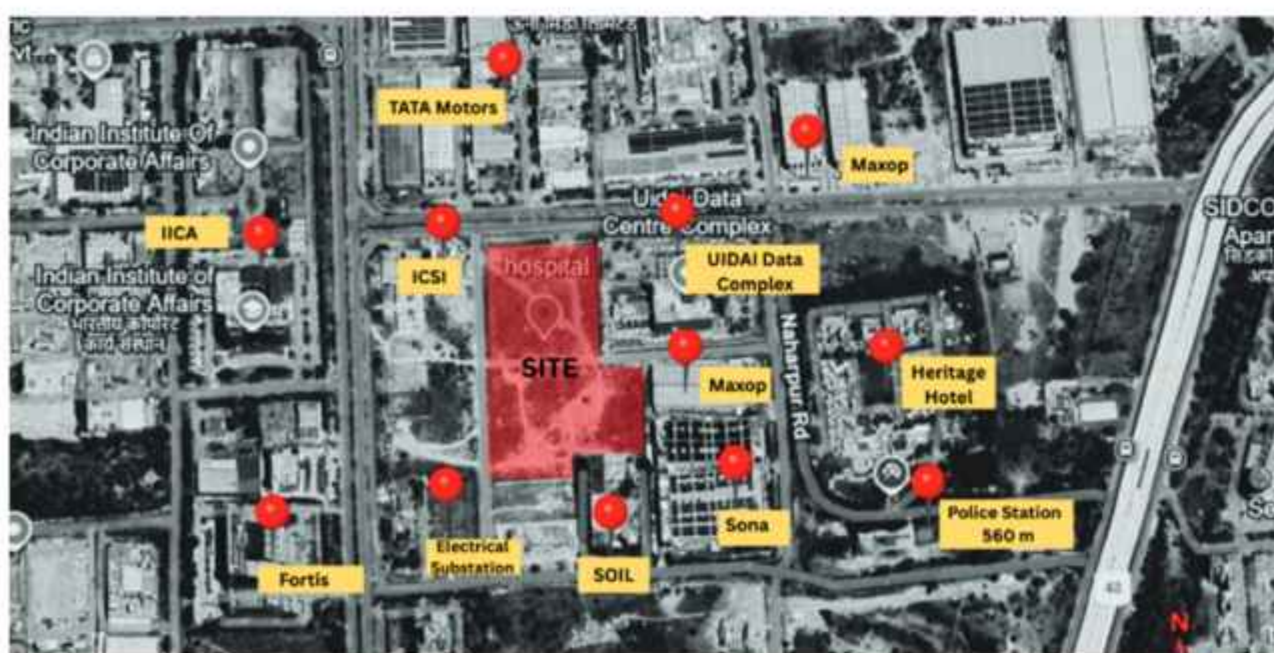 TATA Motors
Maxop
Indian Institute Of
Corporate Affairs
Uidai Data
Centre Complex
SIDCO
Apar
IICA
ICSI
hospital
UIDAI Data
Complex
Indian Institute of
Corporate Affairs
भारतीय कॉर्पोरेट
कार्य संस्थान
SITE
Maxop
Naharpur Rd
Heritage
Hotel
Sona
Police Station
560 m
Electrical
Substation
SOIL
Fortis
48
N